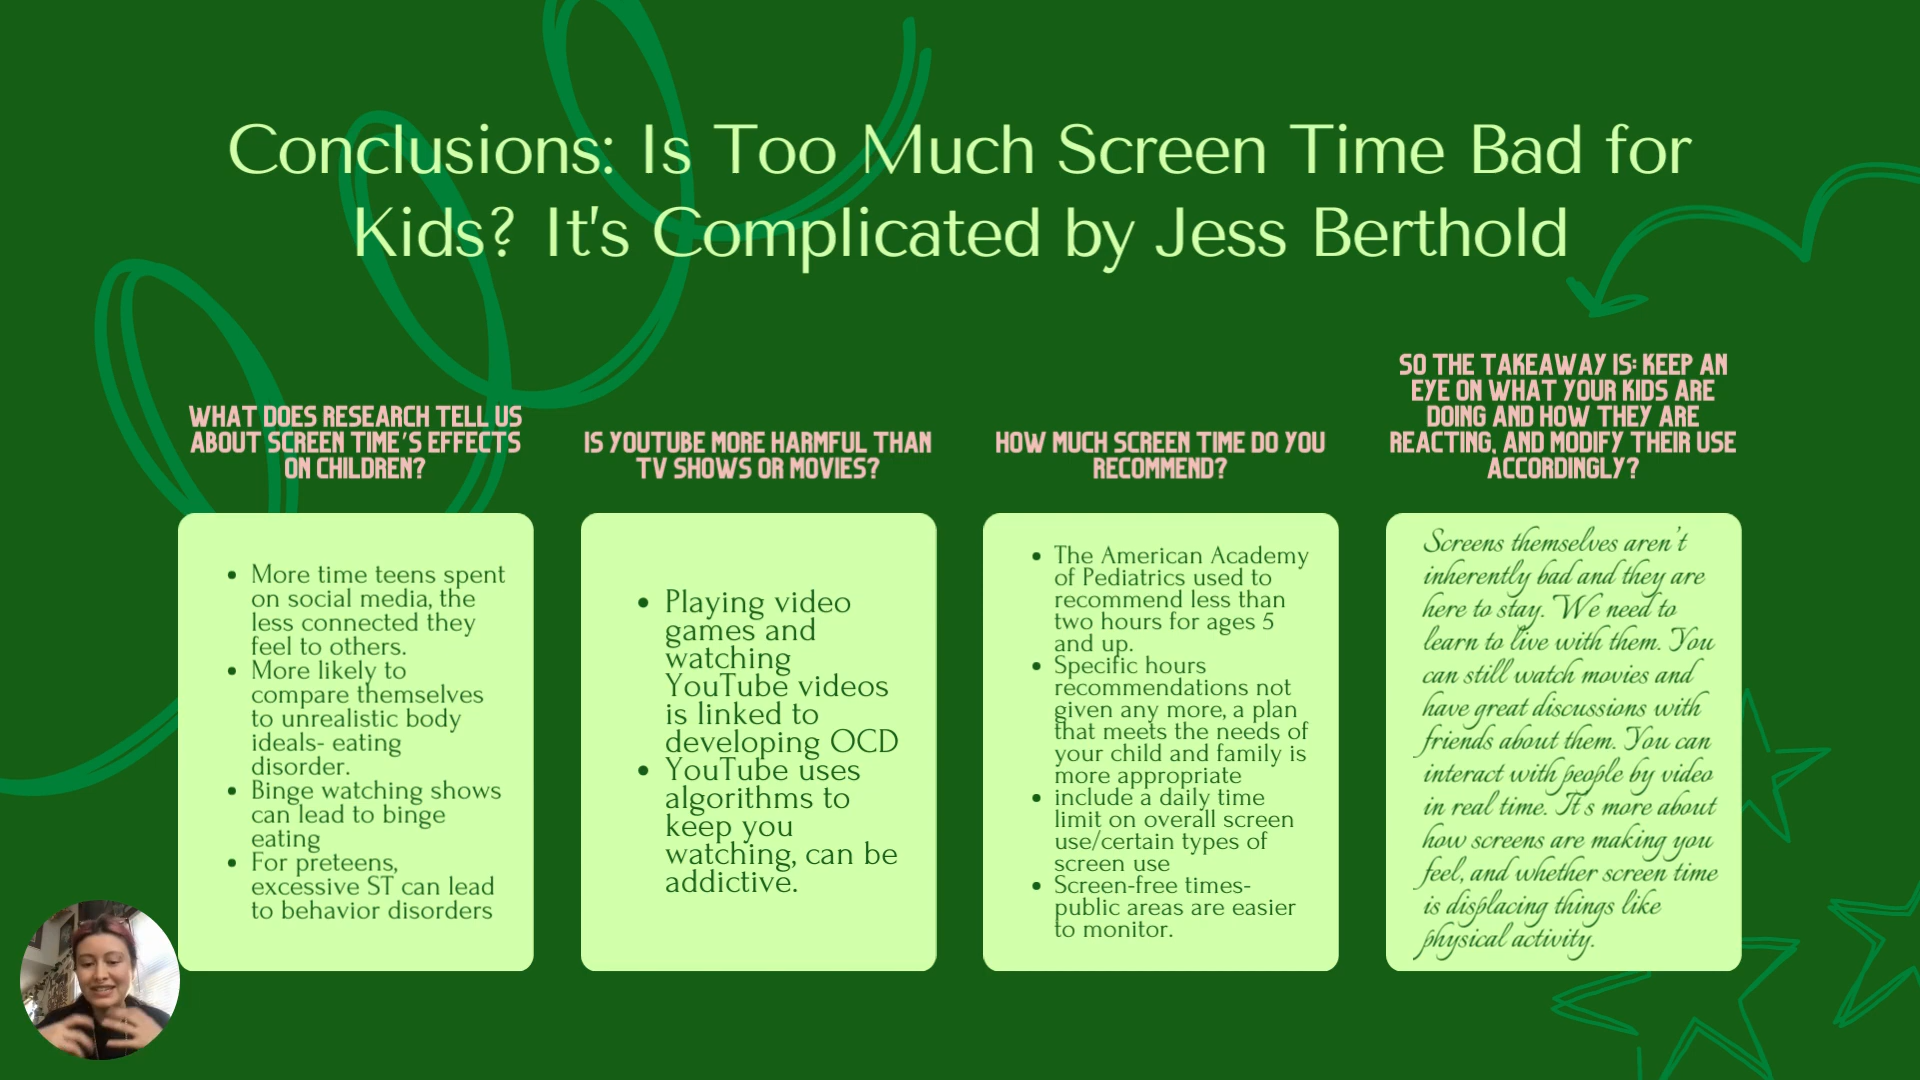 Conclusions: Is Too Much Screen Time Bad for
Kids? It's Complicated by Jess Berthold
WHAT DOES RESEARCH TELL US
ABOUT SCREEN TIME'S EFFECTS
ON CHILDREN?
• More time teens spent
on social media, the
less connected they
feel to others.
• More likely to
compare themselves
to unrealistic body
ideals- eating
disorder.
• Binge watching shows
can lead to binge
eating
• For preteens,
excessive ST can lead
to behavior disorders
IS YOUTUBE MORE HARMFUL THAN
TV SHOWS OR MOVIES?
• Playing video
games and
watching
YouTube videos
is linked to
developing OCD
• YouTube uses
algorithms to
keep you
watching, can be
addictive.
HOW MUCH SCREEN TIME DO YOU
RECOMMEND?
• The American Academy
of Pediatrics used to
recommend less than
two hours for ages 5
and up.
• Specific hours
recommendations not
given any more, a plan
that meets the needs of
your child and family is
more appropriate
• include a daily time
limit on overall screen
use/certain types of
screen use
• Screen-free times-
public areas are easier
to monitor.
SO THE TAKEAWAY IS: KEEP AN
EYE ON WHAT YOUR KIDS ARE
DOING AND HOW THEY ARE
REACTING, AND MODIFY THEIR USE
ACCORDINGLY?
Screens themselves aren't
inherently bad and they are
here to stay. We need to
learn to live with them. You
can still watch movies and
have great discussions with
friends about them. You can
interact with people by video
in real time. It's more about
how screens are making you
feel, and whether screen time
is displacing things like
physical activity.